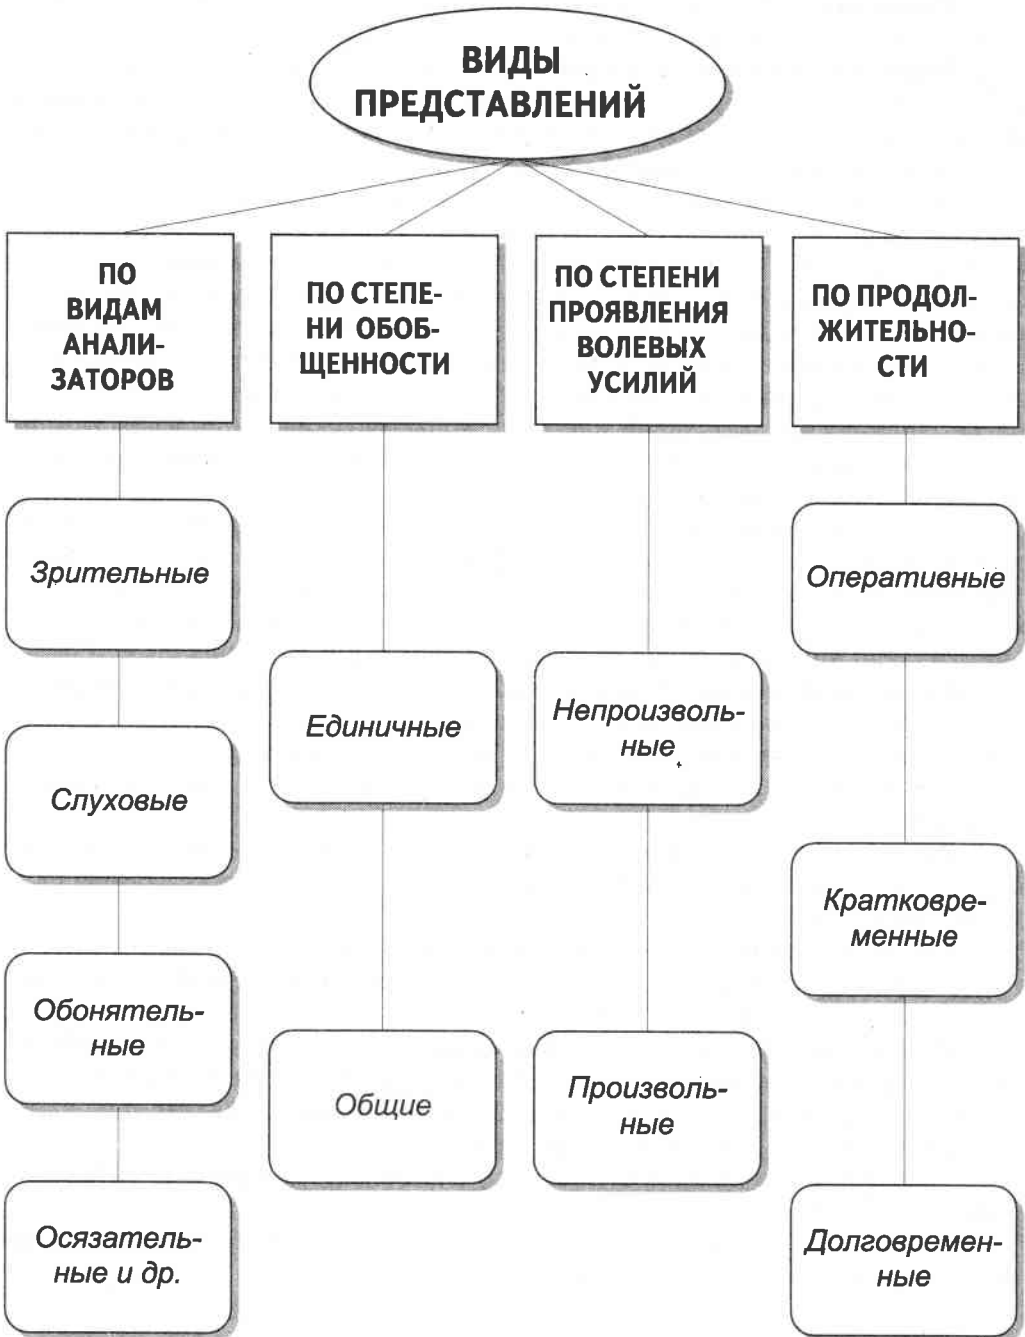 ВИДЫ
ПРЕДСТАВЛЕНИЙ
ПО
ВИДАМ
АНАЛИ-
ЗАТОРОВ
ПО СТЕПЕ-
НИ ОБОБ-
ЩЕННОСТИ
ПО СТЕПЕНИ
ПРОЯВЛЕНИЯ
ВОЛЕВЫХ
УСИЛИЙ
ПО ПРОДОЛ-
ЖИТЕЛЬНО-
СТИ
Зрительные
Слуховые
Обонятель-
ные
Осязатель-
ные и др.
Единичные
Общие
Непроизволь-
ные
Произволь-
ные
Оперативные
Кратковре-
менные
Долговремен-
ные